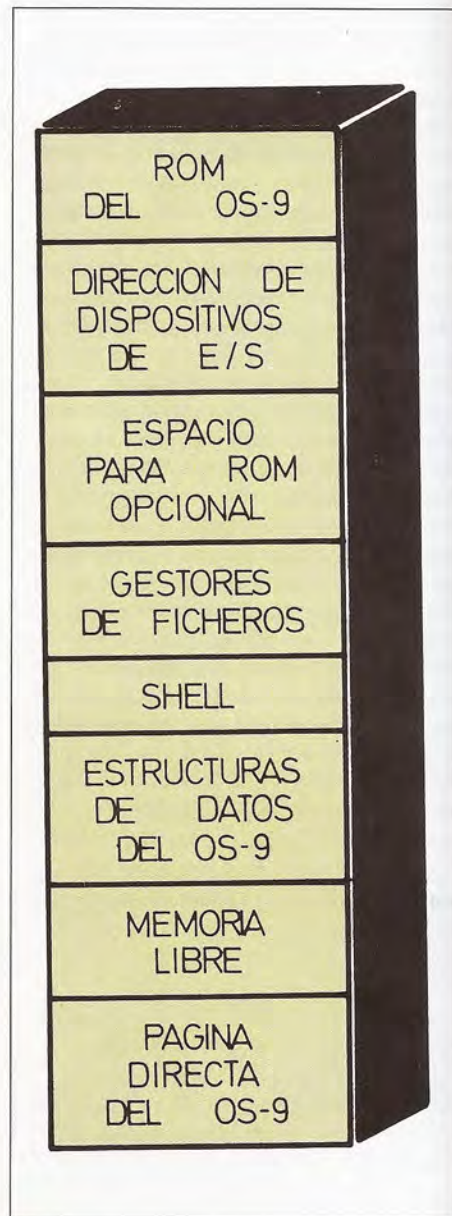 ROM
DEL OS-9
DIRECCION DE
DISPOSITIVOS
DE E/S
ESPACIO
PARA ROM
OPCIONAL
GESTORES
DE FICHEROS
SHELL
ESTRUCTURAS
DE DATOS
DEL OS-9
MEMORIA
LIBRE
PAGINA
DIRECTA
DEL OS-9